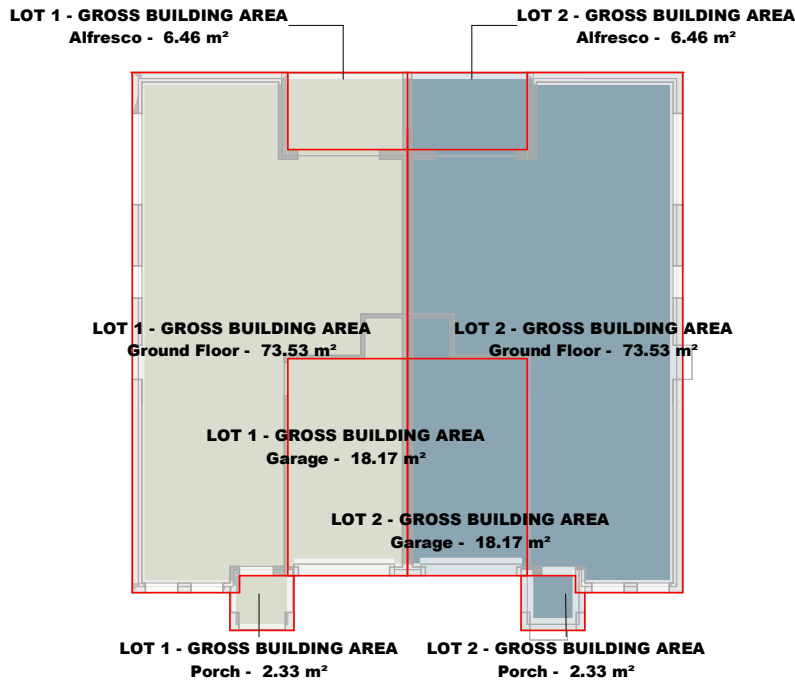 LOT 1 - GROSS BUILDING AREA
Alfresco - 6.46 m²
LOT 2 - GROSS BUILDING AREA
Alfresco - 6.46 m²
LOT 1 - GROSS BUILDING AREA
Ground Floor - 73.53 m²
LOT 2 - GROSS BUILDING AREA
Ground Floor - 73.53 m²
LOT 1 - GROSS BUILDING AREA
Garage - 18.17 m²
LOT 2 - GROSS BUILDING AREA
Garage - 18.17 m²
LOT 1 - GROSS BUILDING AREA
Porch - 2.33 m²
LOT 2 - GROSS BUILDING AREA
Porch - 2.33 m²